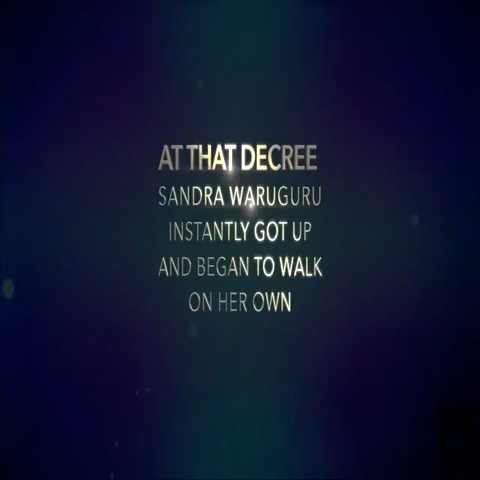 AT THAT DECREE
SANDRA WARUGURU
INSTANTLY GOT UP
AND BEGAN TO WALK
ON HER OWN